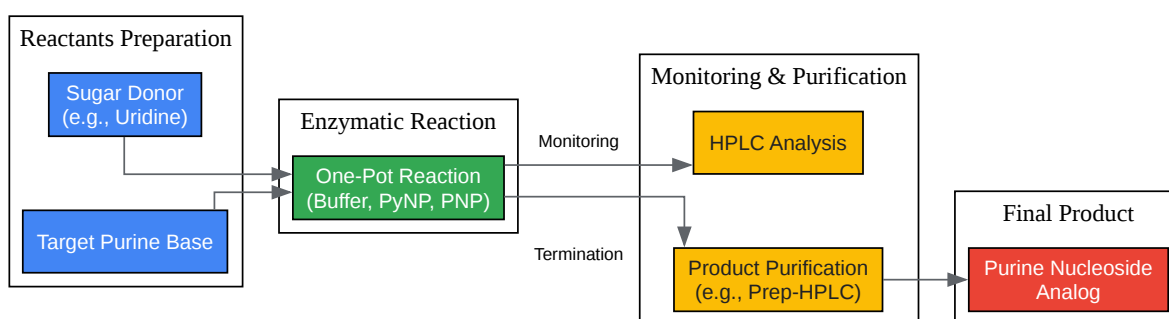 Reactants Preparation
Sugar Donor
(e.g., Uridine)
Target Purine Base
Enzymatic Reaction
One-Pot Reaction
(Buffer, PyNP, PNP)
Monitoring
Termination
Monitoring & Purification
HPLC Analysis
Product Purification
(e.g., Prep-HPLC)
Final Product
Purine Nucleoside
Analog